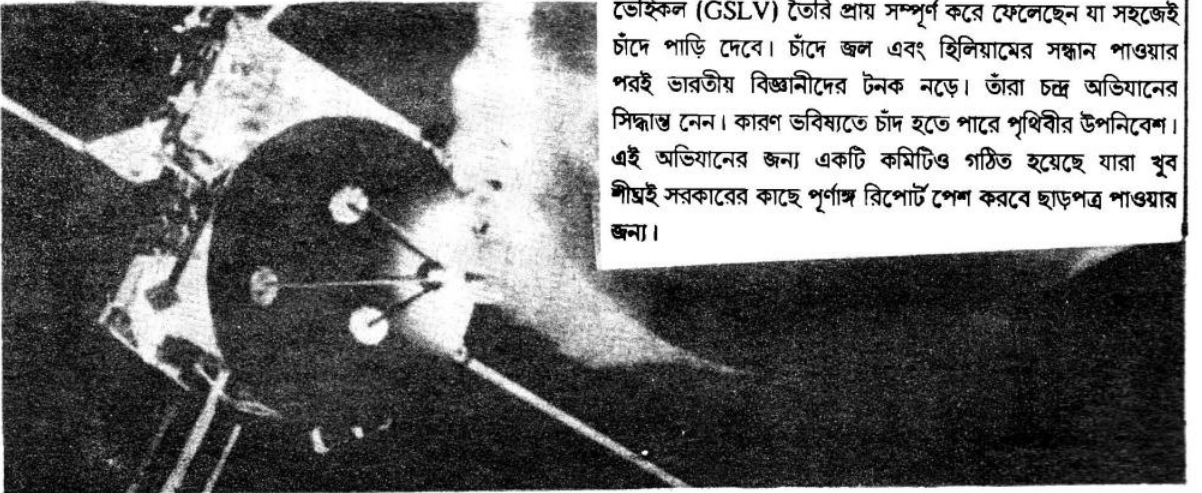 ভেহিকল (GSLV) তৈরি প্রায় সম্পূর্ণ করে ফেলেছেন যা সহজেই
চাঁদে পাড়ি দেবে। চাঁদে জল এবং হিলিয়ামের সন্ধান পাওয়ার
পরই ভারতীয় বিজ্ঞানীদের টনক নড়ে। তাঁরা চন্দ্র অভিযানের
সিদ্ধান্ত নেন। কারণ ভবিষ্যতে চাঁদ হতে পারে পৃথিবীর উপনিবেশ।
এই অভিযানের জন্য একটি কমিটিও গঠিত হয়েছে যারা খুব
শীঘ্রই সরকারের কাছে পূর্ণাঙ্গ রিপোর্ট পেশ করবে ছাড়পত্র পাওয়ার
জন্য।